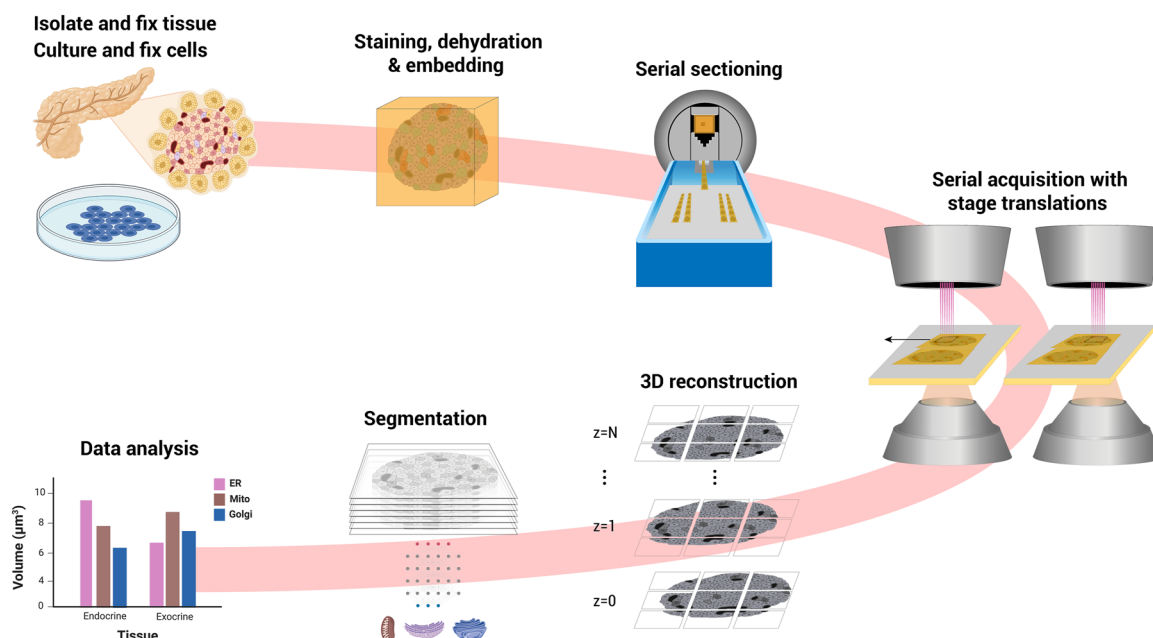 Isolate and fix tissue
Culture and fix cells
Staining, dehydration
& embedding
Serial sectioning
Serial acquisition with
stage translations
3D reconstruction
z=N
z=1
z=0
Segmentation
Data analysis
ER
Mito
Golgi
Volume (µm³)
10
8
6
4
0
Endocrine
Exocrine
Tissue